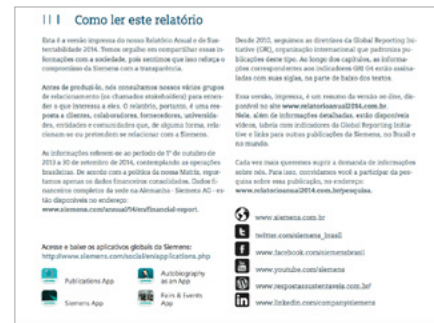 Como ler este relatório
Esta é a versão impressa do nosso Relatório Anual e de Sus-
tentabilidade 2014. Temos orgulho em compartilhar essas in-
formações com a sociedade, pois sentimos que isso reforça o
compromisso da Siemens com a transparência.
Antes de produzi-lo, nós consultamos nossos vários grupos
de relacionamento (os chamados stakeholders) para enten-
der o que interessa a eles. O relatório, portanto, é uma res-
posta a clientes, colaboradores, fornecedores, universida-
des, entidades e comunidades que, de alguma forma, rela-
cionam-se ou pretendem se relacionar com a Siemens.
As informações referem-se ao período de 1º de outubro de
2013 a 30 de setembro de 2014, contemplando as operações
brasileiras. De acordo com a política da nossa Matriz, repor-
tamos apenas os dados financeiros consolidados. Dados fi-
nanceiros completos da sede na Alemanha - Siemens AG - es-
tão disponíveis no endereço:
www.siemens.com/annual/14/en/financial-report.
Acesse e baixe os aplicativos globais da Siemens:
http://www.siemens.com/social/en/applications.php
Publications App
Autobiography
as an App
Siemens App
Fairs & Events
App
Desde 2012, seguimos as diretrizes da Global Reporting Ini-
tiative (GRI), organização internacional que padroniza pu-
blicações deste tipo. Ao longo dos capítulos, as informa-
ções correspondentes aos indicadores GRI G4 estão assina-
ladas com suas siglas, na parte de baixo dos textos.
Essa versão, impressa, é um resumo da versão on-line, dis-
ponível no site www.relatorioanual2014.com.br.
Nele, além de informações detalhadas, estão disponíveis
vídeos, tabela com indicadores da Global Reporting Initia-
tive e links para outras publicações da Siemens, no Brasil e
no mundo.
Cada vez mais queremos suprir a demanda de informações
sobre nós. Para isso, convidamos você a participar da pes-
quisa sobre essa publicação, no endereço:
www.relatorioanual2014.com.br/pesquisa.
www.siemens.com.br
twitter.com/siemens_brasil
www.facebook.com/siemensbrasil
www.youtube.com/siemens
www.respostassustentaveis.com.br/
www.linkedin.com/company/siemens